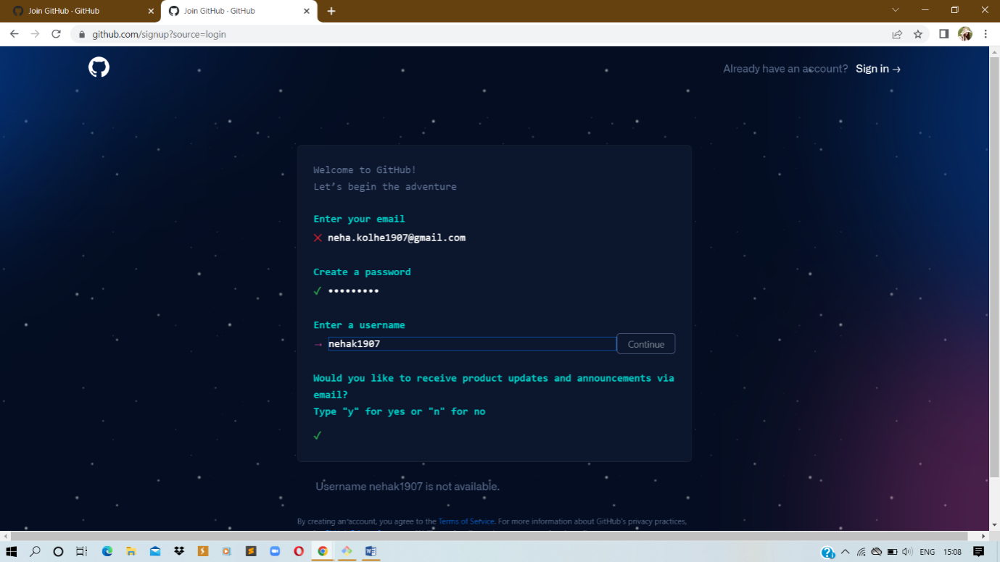 Join GitHub · GitHub
Join GitHub · GitHub
github.com/signup?source=login
Already have an account? Sign in →
Welcome to GitHub!
Let's begin the adventure
Enter your email
neha.kolhe1907@gmail.com
Create a password
•••••••••
Enter a username
→ nehak1907 Continue
Would you like to receive product updates and announcements via
email?
Type "y" for yes or "n" for no
Username nehak1907 is not available.
By creating an account, you agree to the Terms of Service. For more information about GitHub's privacy practices,
ENG 15:08